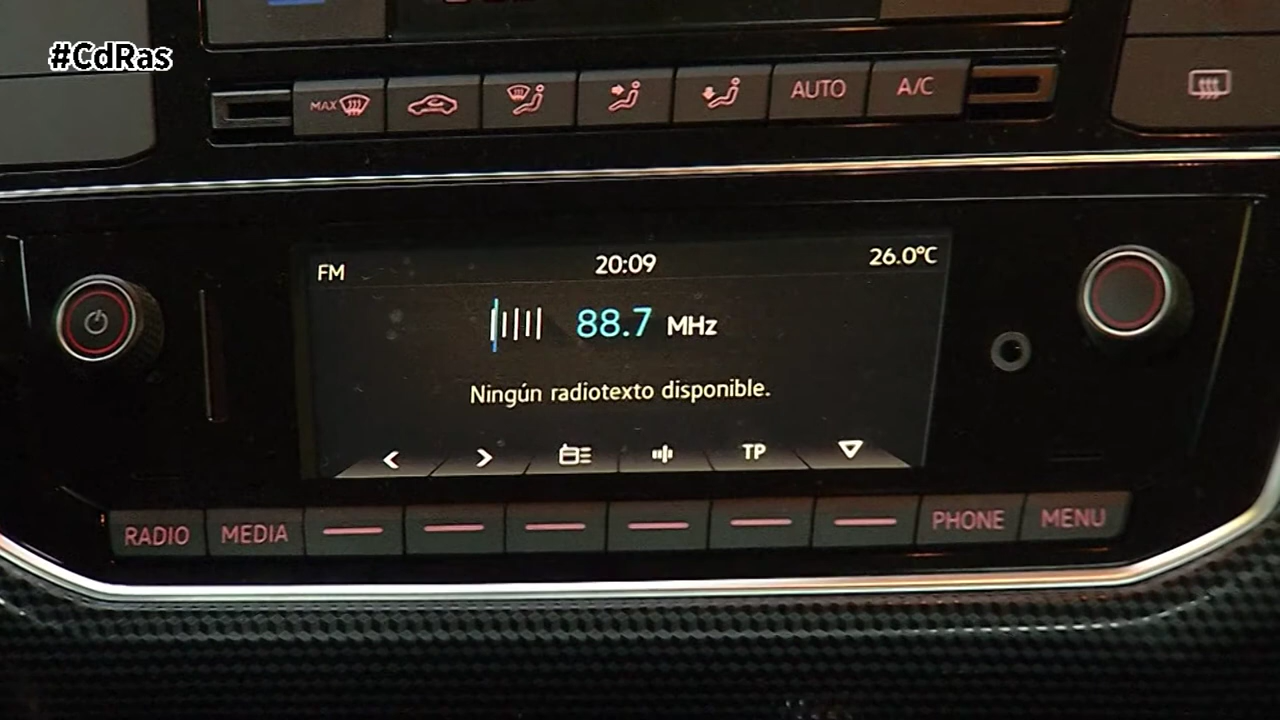 #CdRas
MAX
AUTO
A/C
FM
20:09
26.0°C
88.7 MHz
Ningún radiotexto disponible.
TP
RADIO
MEDIA
PHONE
MENU